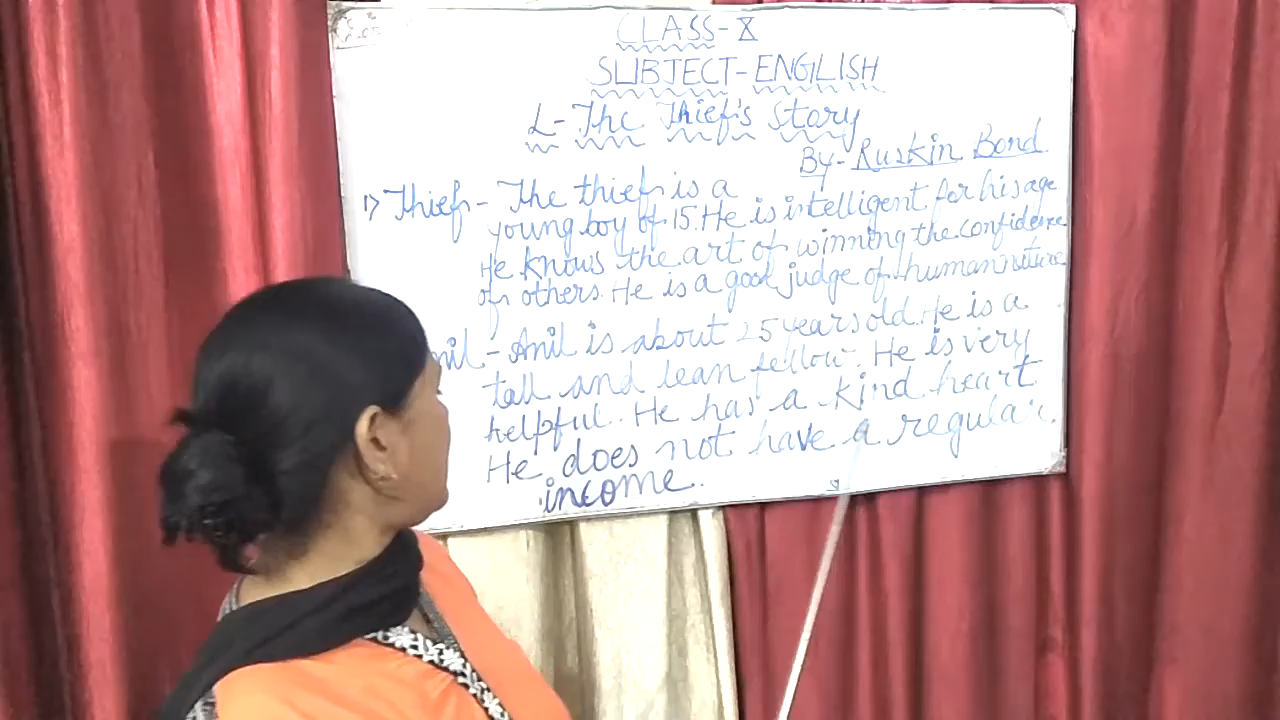 CLASS-X
SUBJECT-ENGLISH
L-The Thief's Story
By-Ruskin Bond
1) Thief - The thief is a
young boy of 15. He is intelligent for his age
He knows the art of winning the confidence
of others. He is a good judge of human nature
nil - Anil is about 25 years old. He is a
tall and lean fellow. He is very
helpful. He has a kind heart.
He does not have a regular
income.